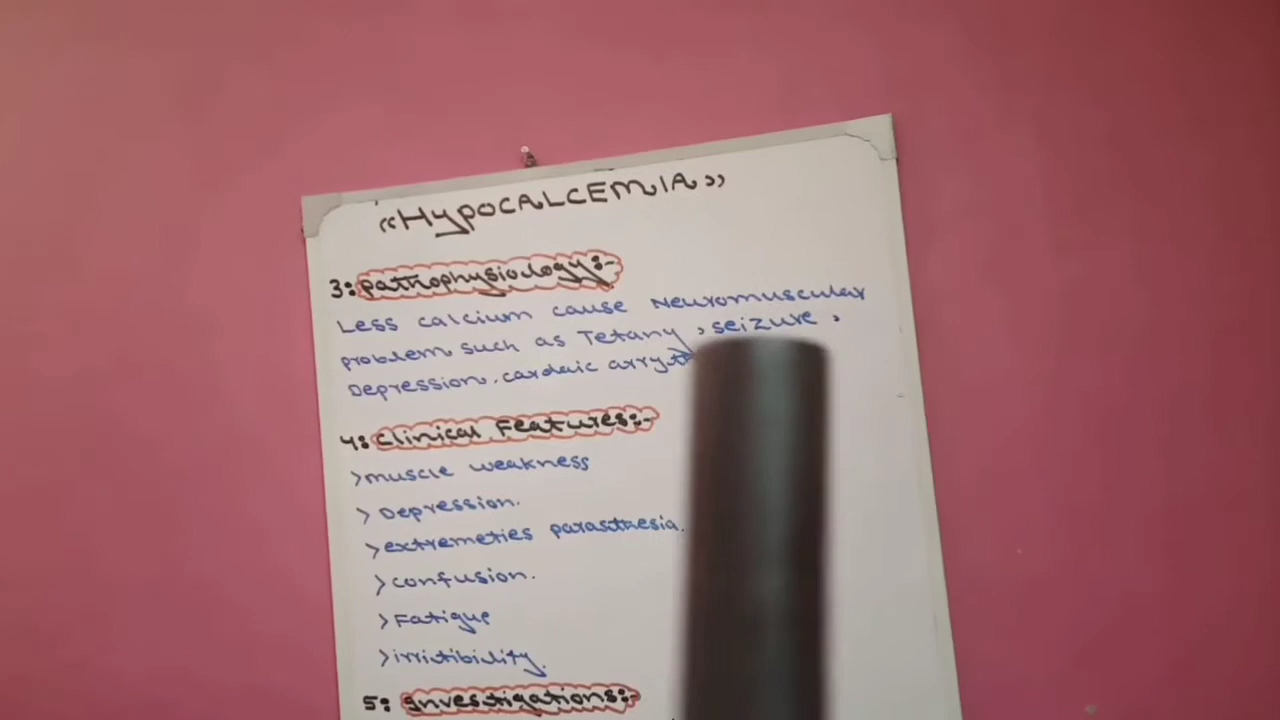 “HypOCALCEMIA”
3: pathophysiology:-
Less calcium cause Neuromuscular
problem such as Tetany, seizure,
Depression, cardaic
4: clinical Features:-
>muscle weakness
> Depression.
>extremeties parasthesia.
>confusion.
>Fatigue
>irritibility.
5: Investigations:-